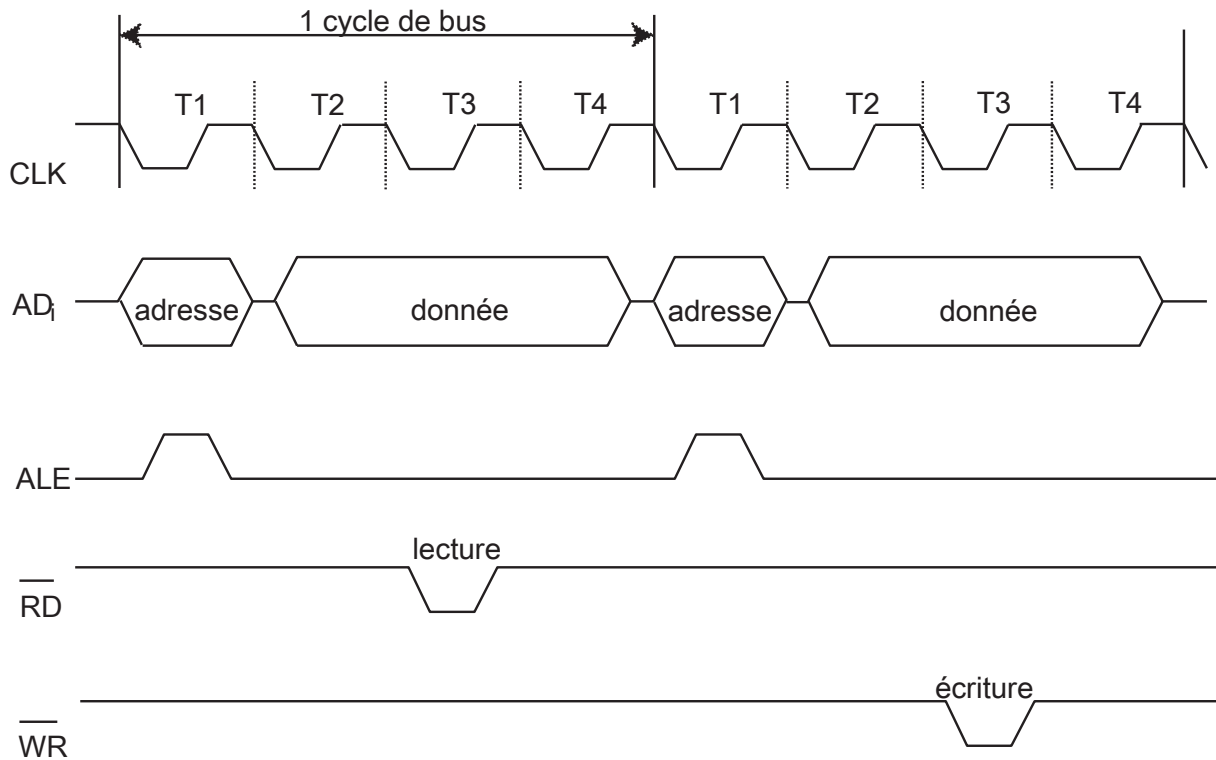 1 cycle de bus
T1 T2 T3 T4 T1 T2 T3 T4
CLK
ADi adresse donnée adresse donnée
ALE
lecture
RD
écriture
WR